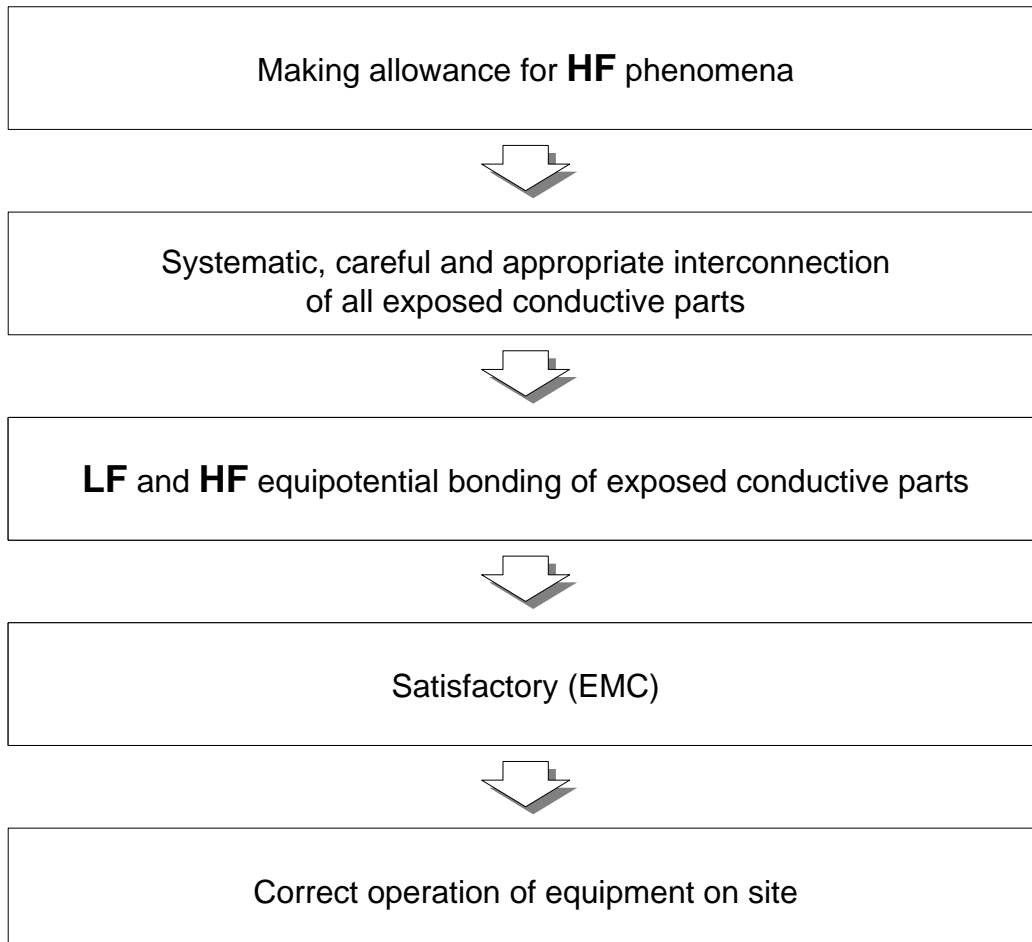 Making allowance for HF phenomena
Systematic, careful and appropriate interconnection
of all exposed conductive parts
LF and HF equipotential bonding of exposed conductive parts
Satisfactory (EMC)
Correct operation of equipment on site